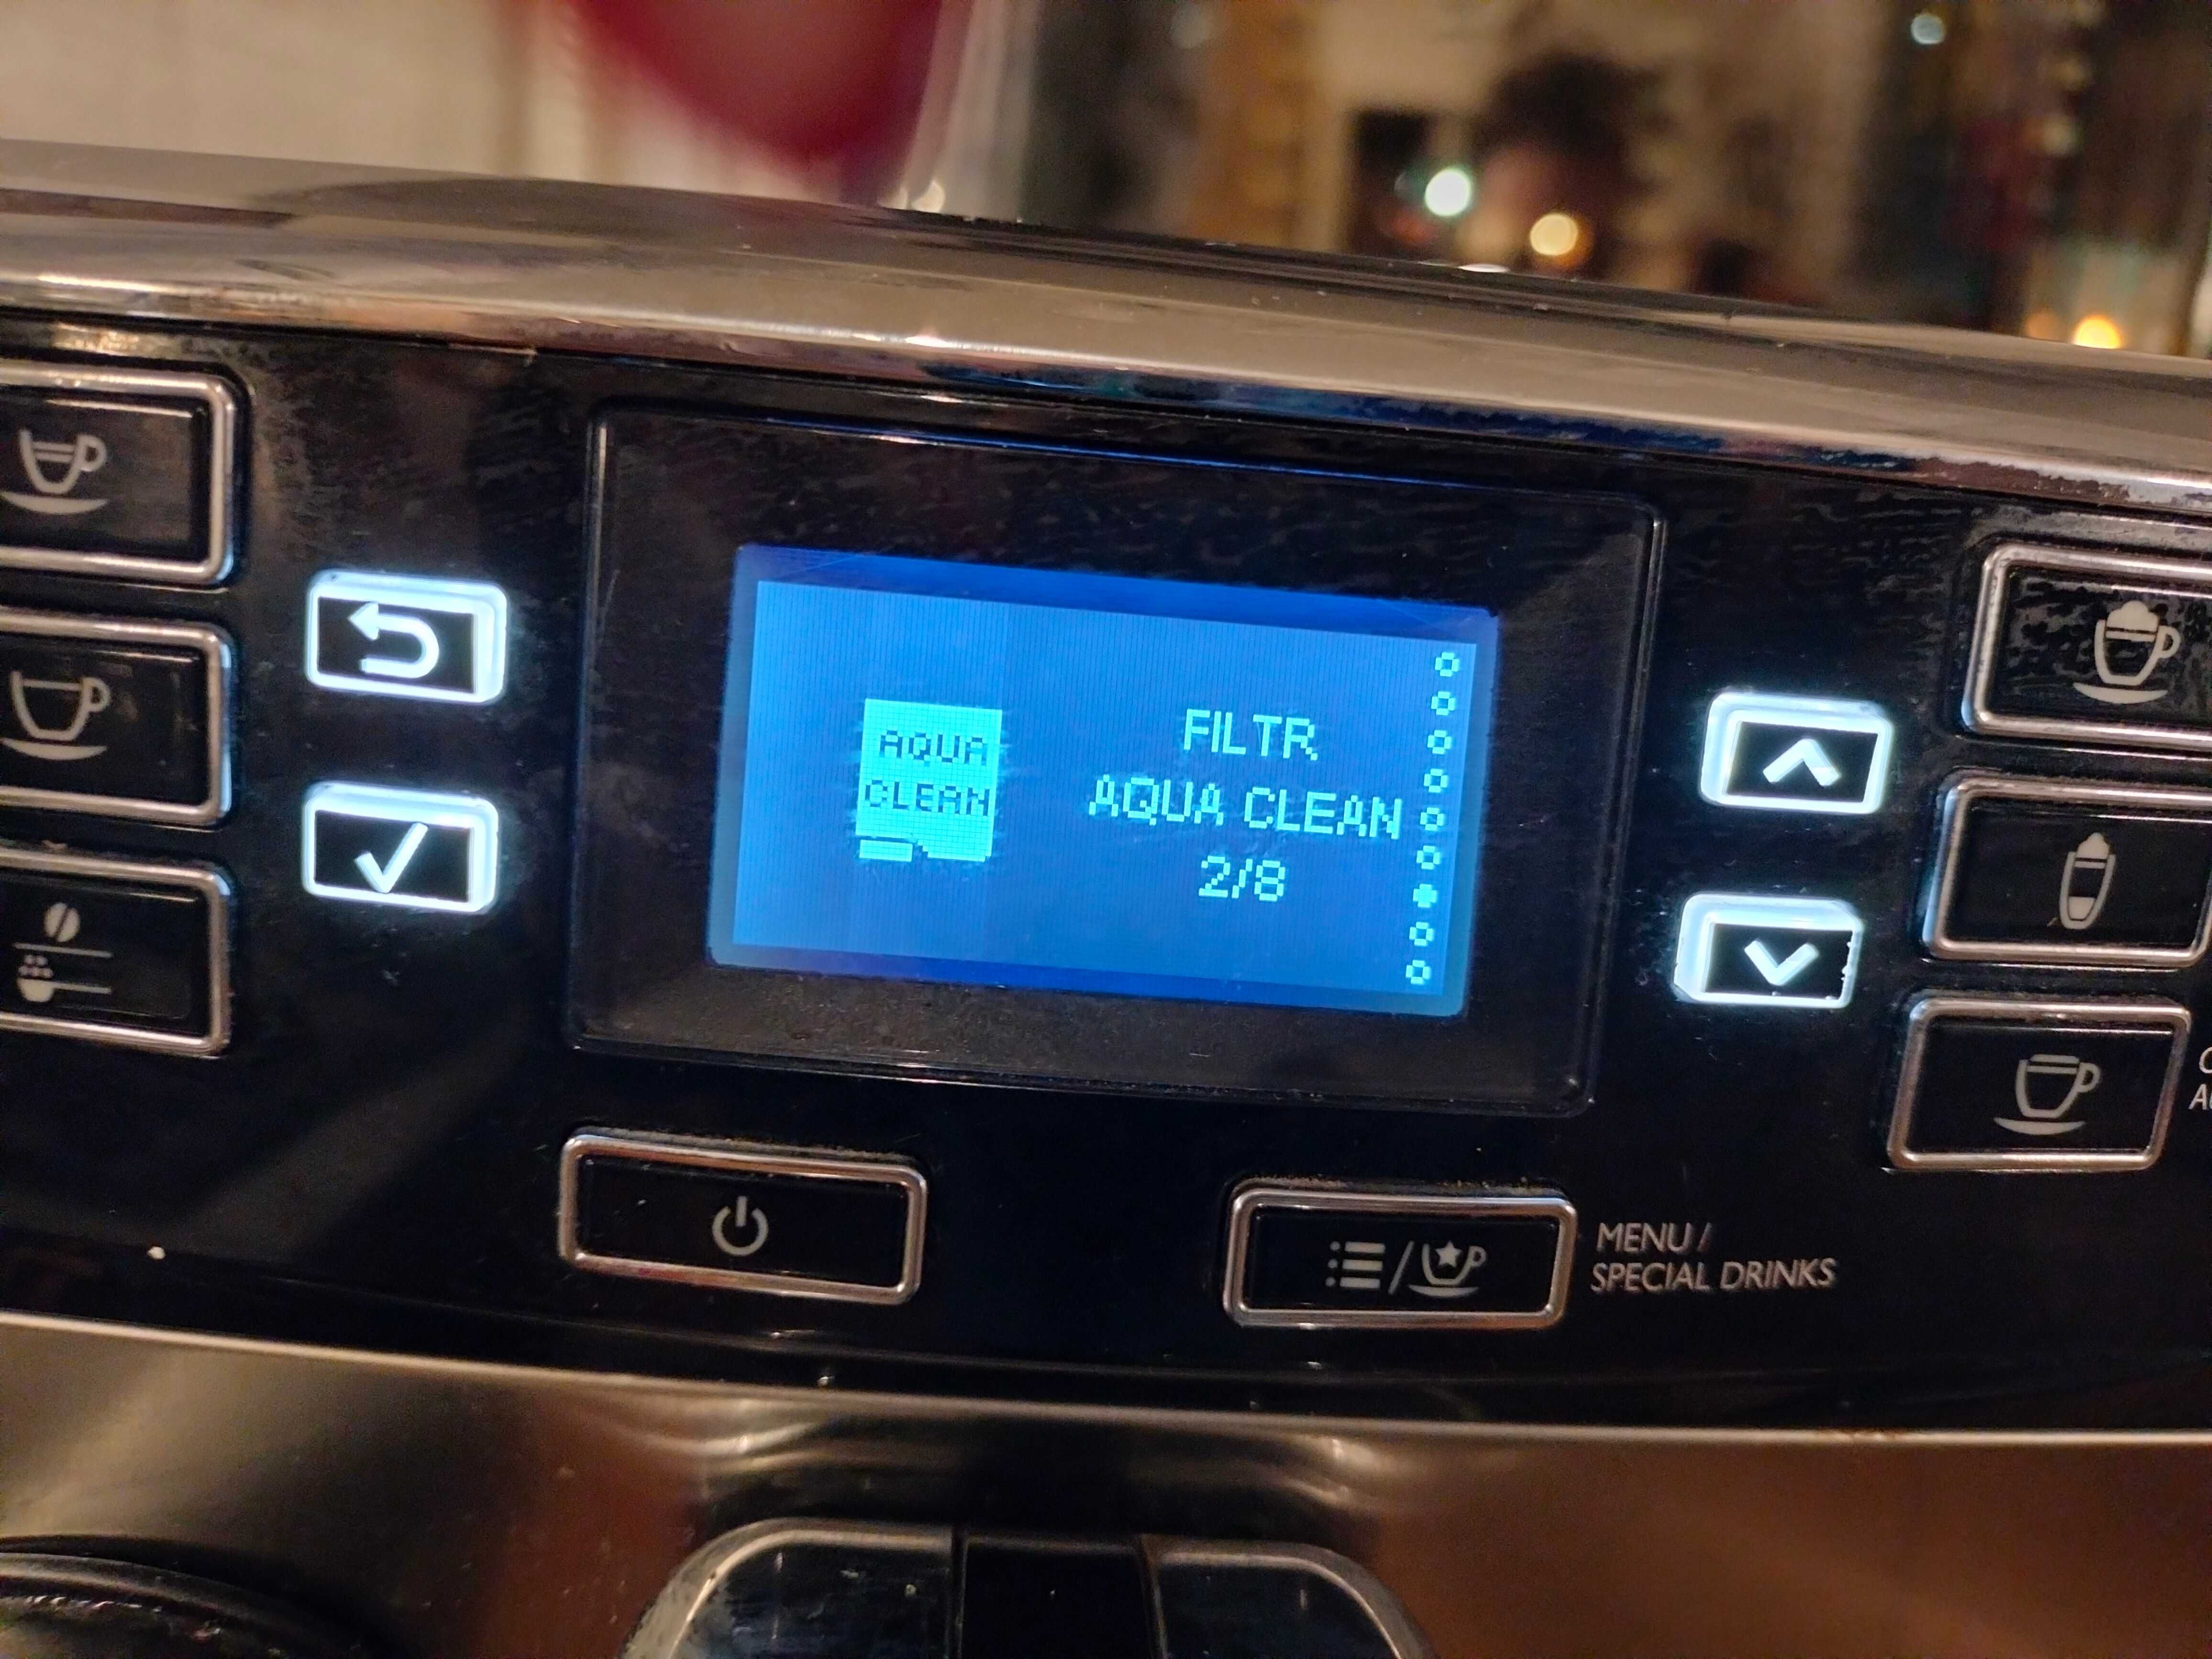 AQUA
CLEAN
FILTR
AQUA CLEAN
2/8
MENU /
SPECIAL DRINKS